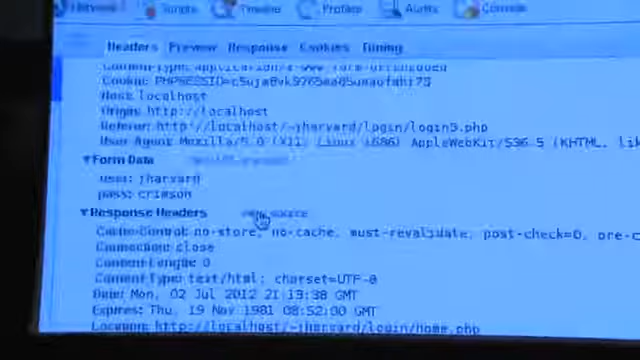 Network Scripts Timeline Profiles Audits Console
Headers Preview Response Cookies Timing
Content-Type: application/x-www-form-urlencoded
Cookie:
Host: localhost
Origin: http://localhost
Referer: http://localhost/~jharvard/login/login5.php
User-Agent: Mozilla/5.0 (X11; Linux i686) AppleWebKit/536.5 (KHTML, lik
▼Form Data
user: jharvard
pass: crimson
▼Response Headers view source
Cache-Control: no-store, no-cache, must-revalidate, post-check=0, pre-c
Connection: close
Content-Length: 0
Content-Type: text/html; charset=UTF-8
Date: Mon, 02 Jul 2012 21:13:38 GMT
Expires: Thu, 19 Nov 1981 08:52:00 GMT
Location: http://localhost/~jharvard/login/home.php